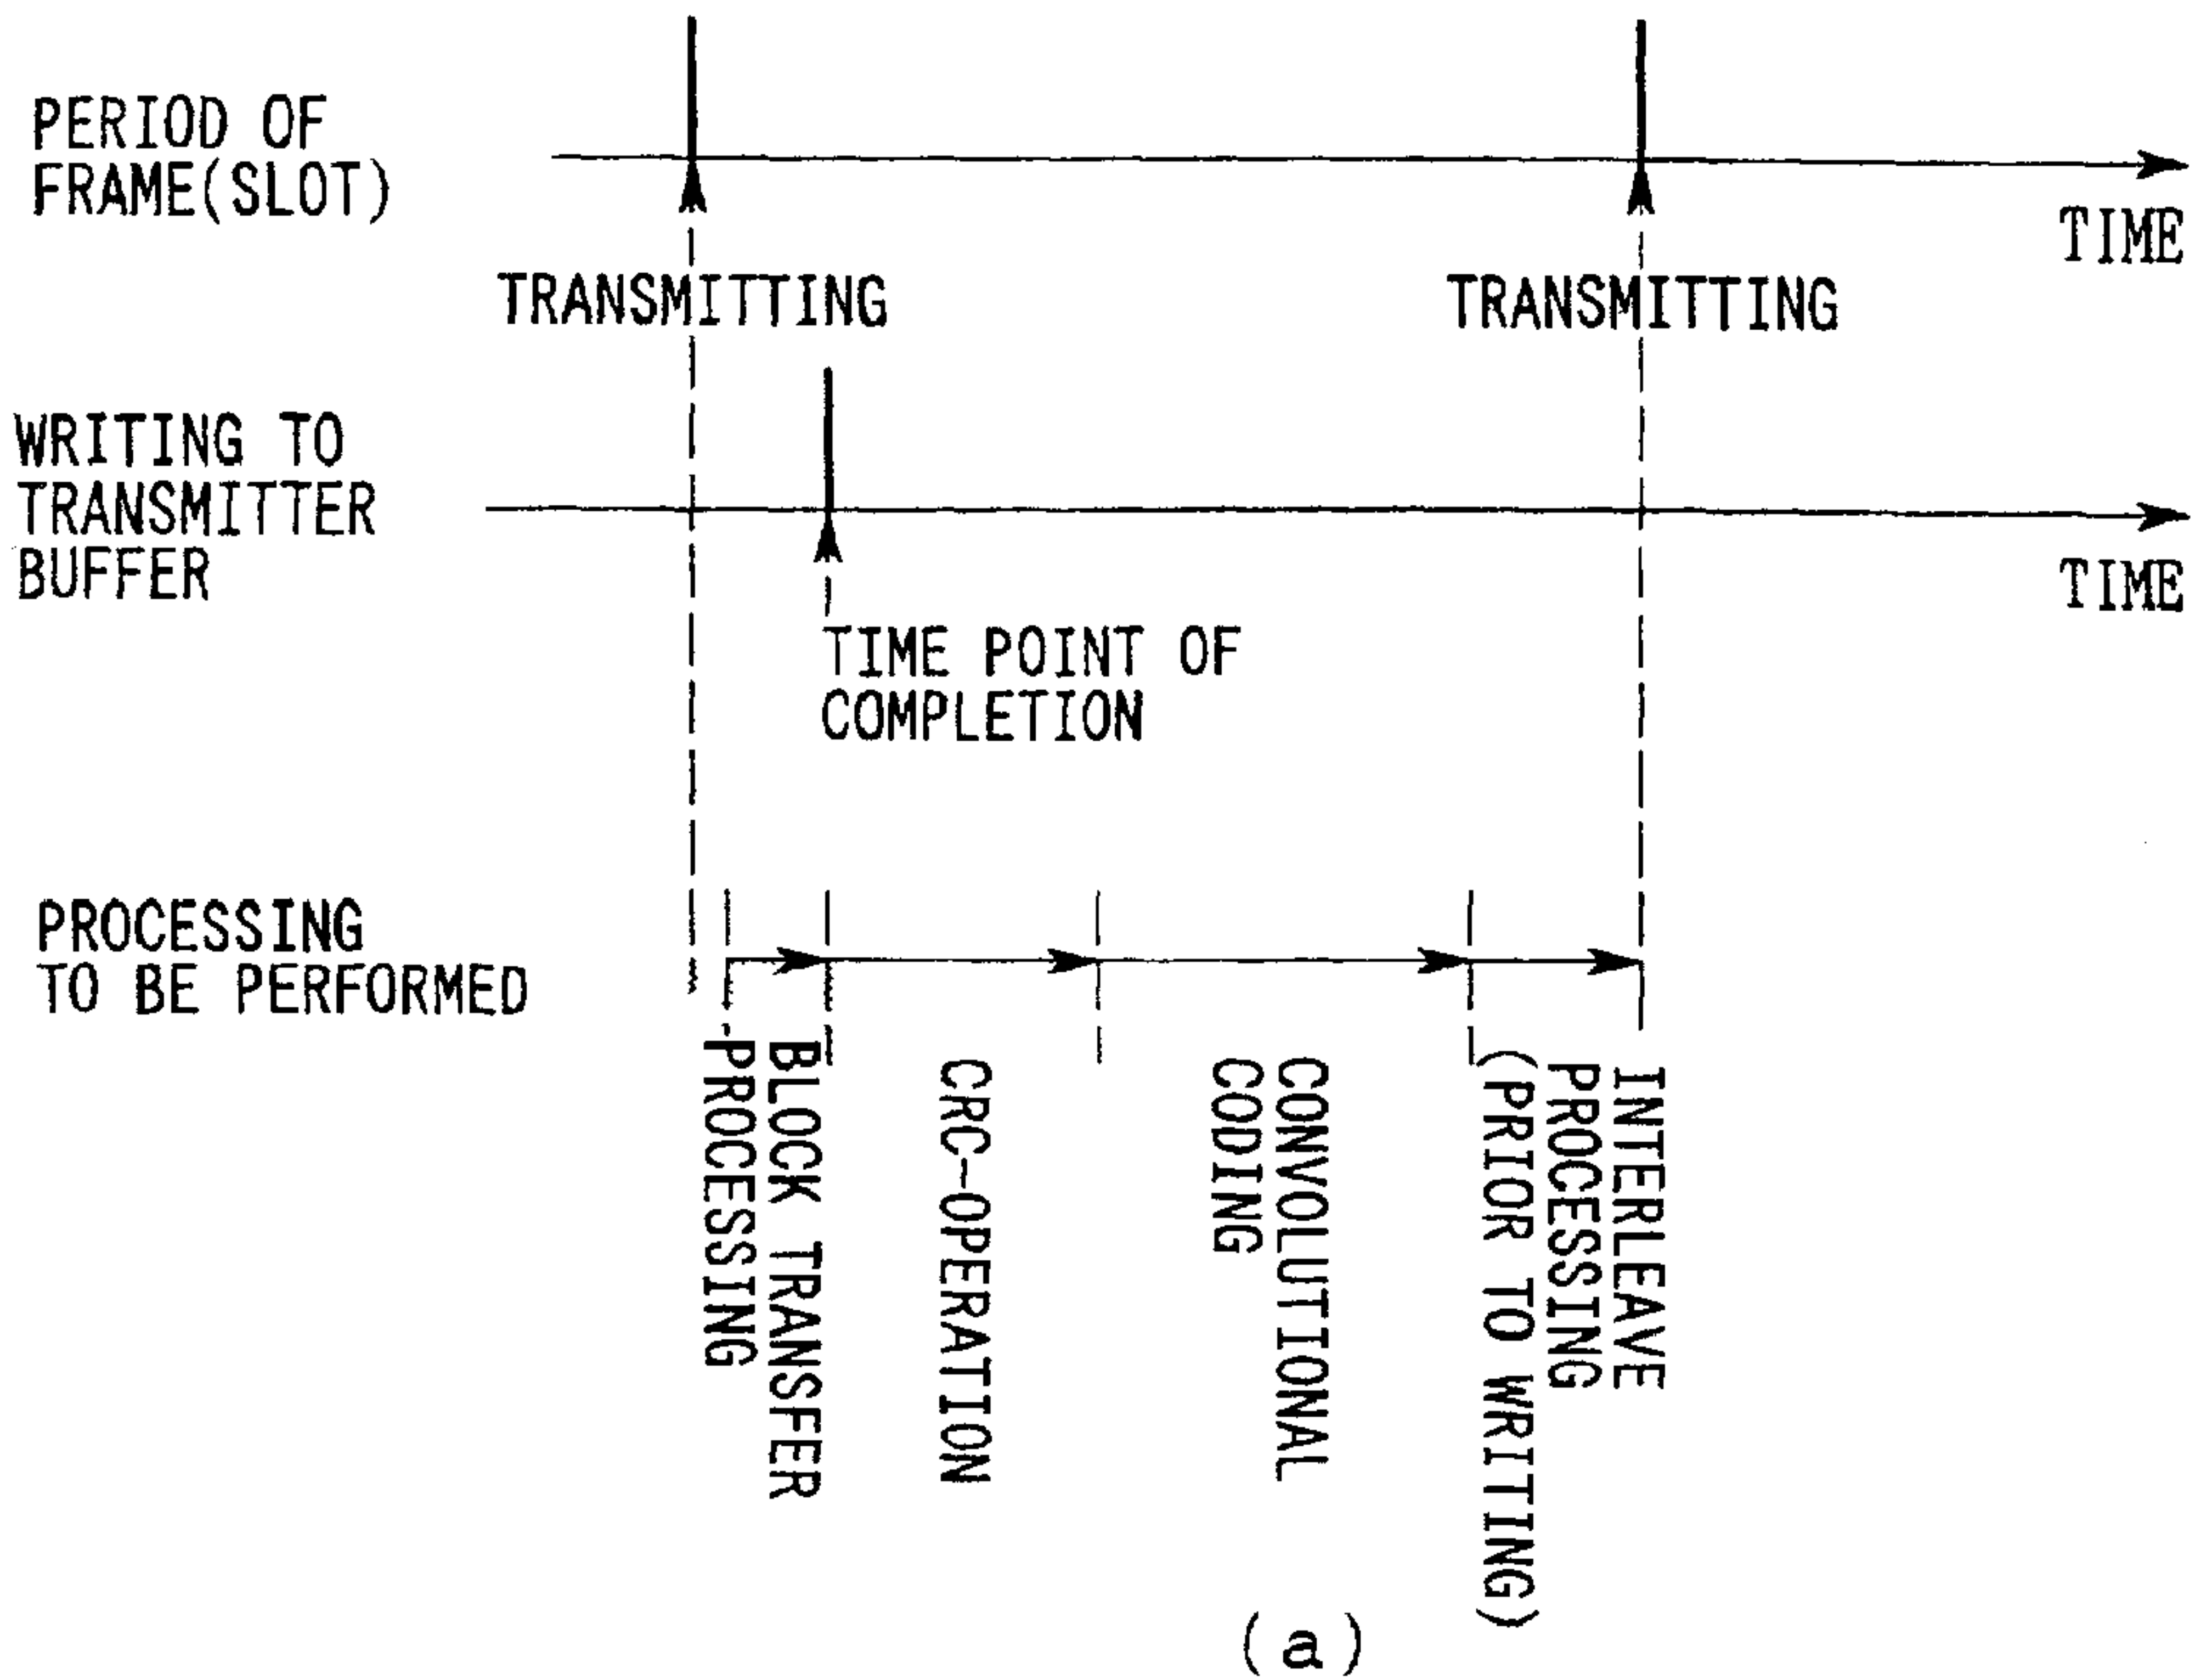 PERIOD OF
FRAME(SLOT)
TIME
TRANSMITTING
TRANSMITTING
WRITING TO
TRANSMITTER
BUFFER
TIME
TIME POINT OF
COMPLETION
PROCESSING
TO BE PERFORMED
BLOCK TRANSFER
PROCESSING
CRC-OPERATION
CONVOLUTIONAL
CODING
INTERLEAVE
PROCESSING
(PRIOR TO WRITING)
(a)